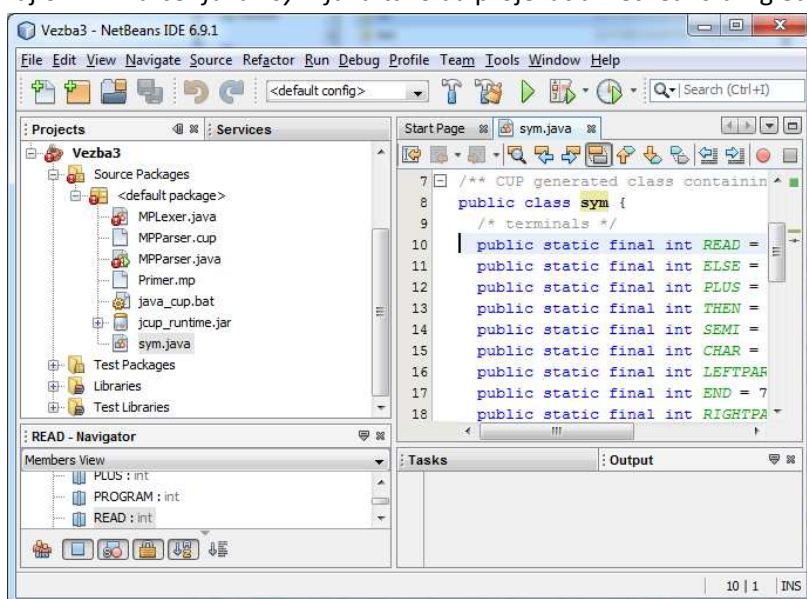 Vezba3 - NetBeans IDE 6.9.1
File Edit View Navigate Source Refactor Run Debug Profile Team Tools Window Help
<default config>
Search (Ctrl+I)
Projects
Services
Vezba3
Source Packages
<default package>
MPLexer.java
MPParser.cup
MPParser.java
Primer.mp
java_cup.bat
jcup_runtime.jar
sym.java
Test Packages
Libraries
Test Libraries
READ - Navigator
Members View
PLUS : int
PROGRAM : int
READ : int
Start Page
sym.java
7 /** CUP generated class containin
8 public class sym {
9 /* terminals */
10 public static final int READ =
11 public static final int ELSE =
12 public static final int PLUS =
13 public static final int THEN =
14 public static final int SEMI =
15 public static final int CHAR =
16 public static final int LEFTPAR
17 public static final int END = 7
18 public static final int RIGHTPA
Tasks
Output
10 | 1 INS